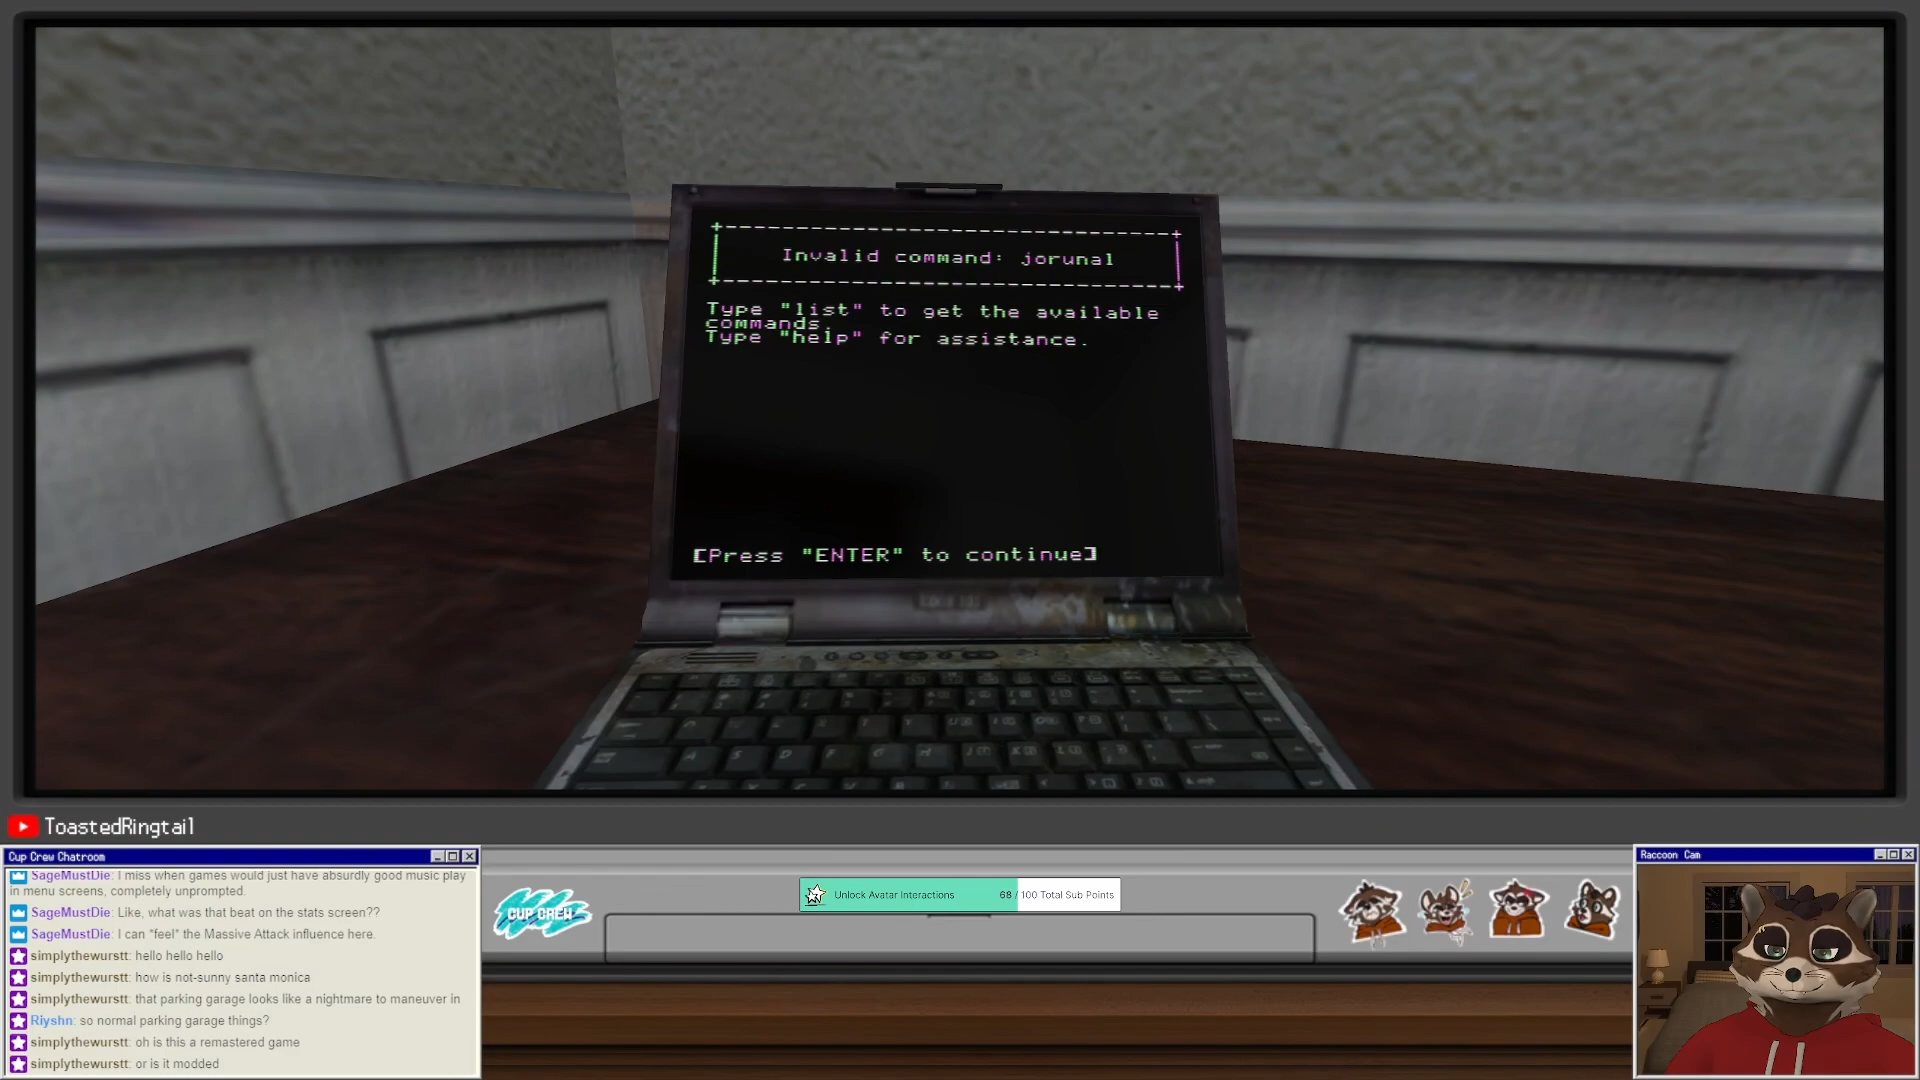 Invalid command: jorunal
Type "list" to get the available
commands.
Type "help" for assistance.
[Press "ENTER" to continue]
ToastedRingtail
Cup Crew Chatroom
SageMustDie: I miss when games would just have absurdly good music play
in menu screens, completely unprompted.
SageMustDie: Like, what was that beat on the stats screen??
SageMustDie: I can *feel* the Massive Attack influence here.
simplythewurstt: hello hello hello
simplythewurstt: how is not-sunny santa monica
simplythewurstt: that parking garage looks like a nightmare to maneuver in
Riyshn: so normal parking garage things?
simplythewurstt: oh is this a remastered game
simplythewurstt: or is it modded
CUP CREW
Unlock Avatar Interactions 68 / 100 Total Sub Points
Raccoon Cam